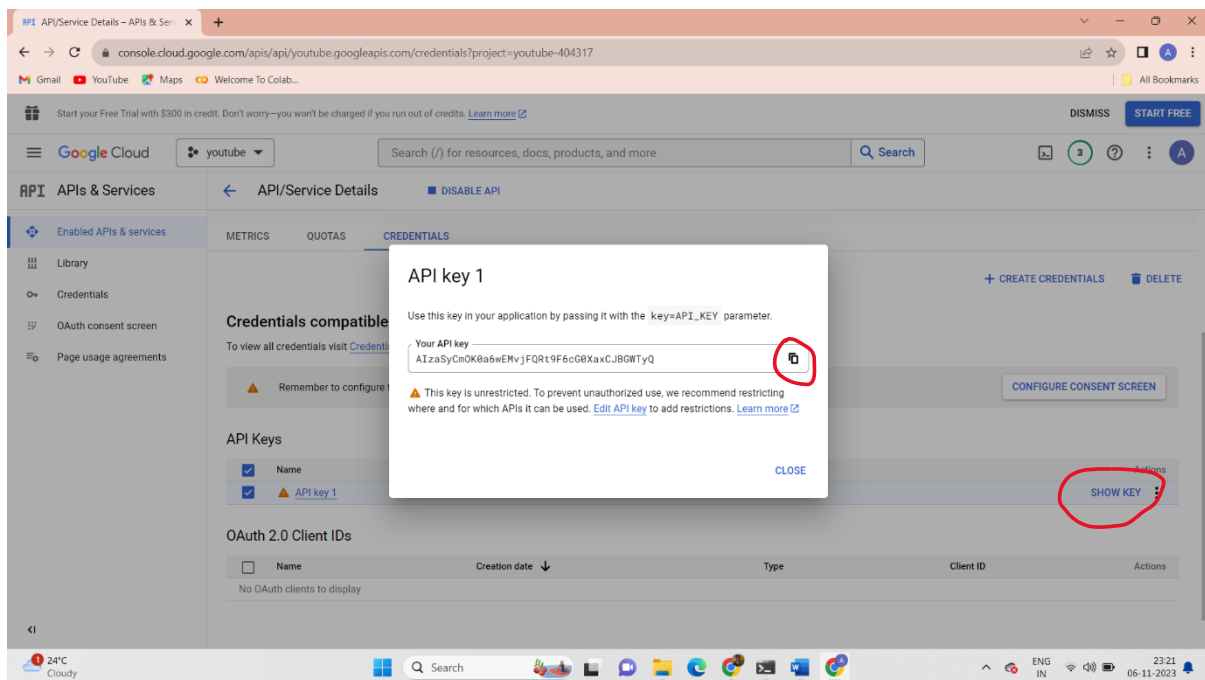 API API/Service Details – APIs & Ser
console.cloud.google.com/apis/api/youtube.googleapis.com/credentials?project=youtube-404317
Gmail YouTube Maps Welcome To Colab... All Bookmarks
Start your Free Trial with $300 in credit. Don't worry—you won't be charged if you run out of credits. Learn more DISMISS START FREE
Google Cloud youtube Search (/) for resources, docs, products, and more Search 3 A
API APIs & Services API/Service Details DISABLE API
Enabled APIs & services METRICS QUOTAS CREDENTIALS
Library
API key 1
+ CREATE CREDENTIALS DELETE
Credentials
Use this key in your application by passing it with the key=API_KEY parameter.
OAuth consent screen Credentials compatible
Your API key
To view all credentials visit Credenti
Page usage agreements AIzaSyCmOK0a6wEMvjFQRt9F6cG0XaxCJBGWTyQ
Remember to configure CONFIGURE CONSENT SCREEN
This key is unrestricted. To prevent unauthorized use, we recommend restricting
where and for which APIs it can be used. Edit API key to add restrictions. Learn more
API Keys
Name Actions
CLOSE
API key 1 SHOW KEY
OAuth 2.0 Client IDs
Name Creation date Type Client ID Actions
No OAuth clients to display
1 24°C
Cloudy
Search
ENG
IN
23:21
06-11-2023